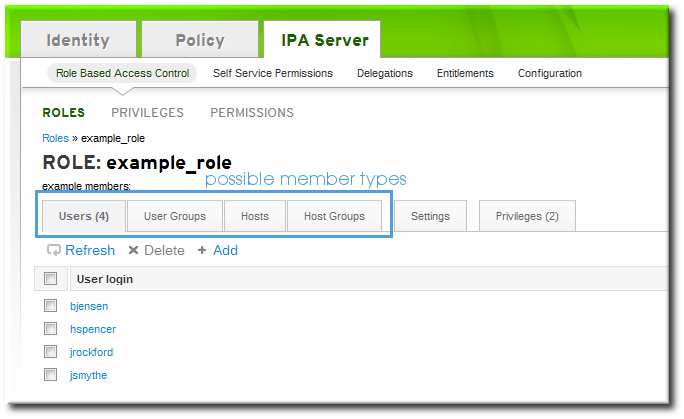 Identity Policy IPA Server
Role Based Access Control Self Service Permissions Delegations Entitlements Configuration
ROLES PRIVILEGES PERMISSIONS
Roles » example_role
ROLE: example_role
possible member types
example members:
Users (4) User Groups Hosts Host Groups Settings Privileges (2)
Refresh Delete Add
User login
bjensen
hspencer
jrockford
jsmythe